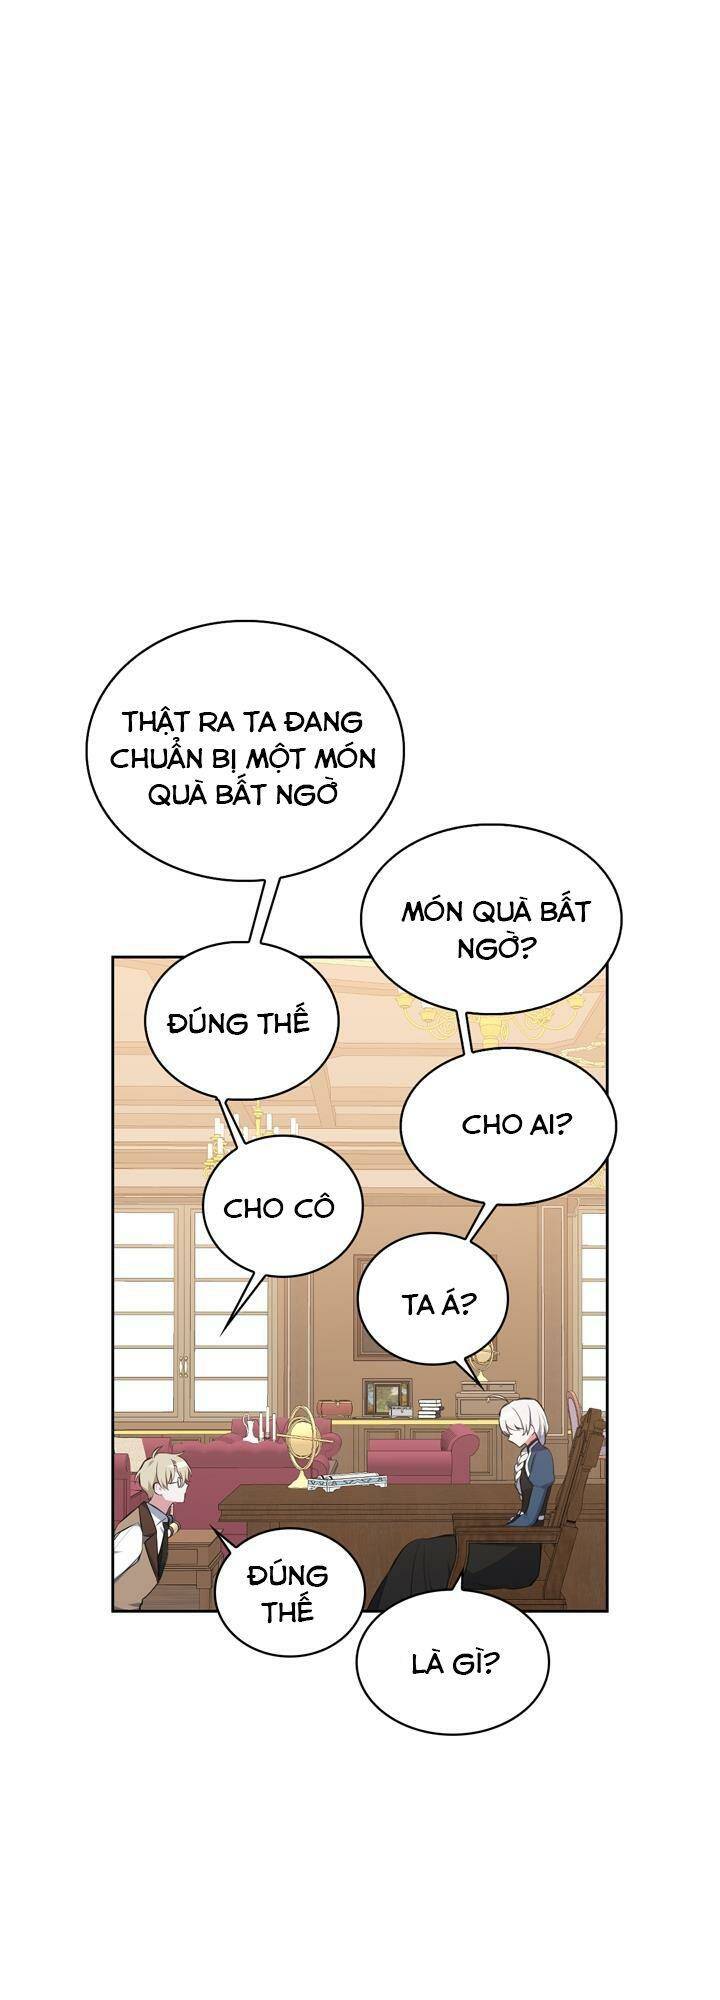 THẬT RA TA ĐANG
CHUẨN BỊ MỘT MÓN
QUÀ BẤT NGỜ
MÓN QUÀ BẤT
NGỜ?
ĐÚNG THẾ
CHO AI?
CHO CÔ
TA Á?
ĐÚNG
THẾ
LÀ GÌ?